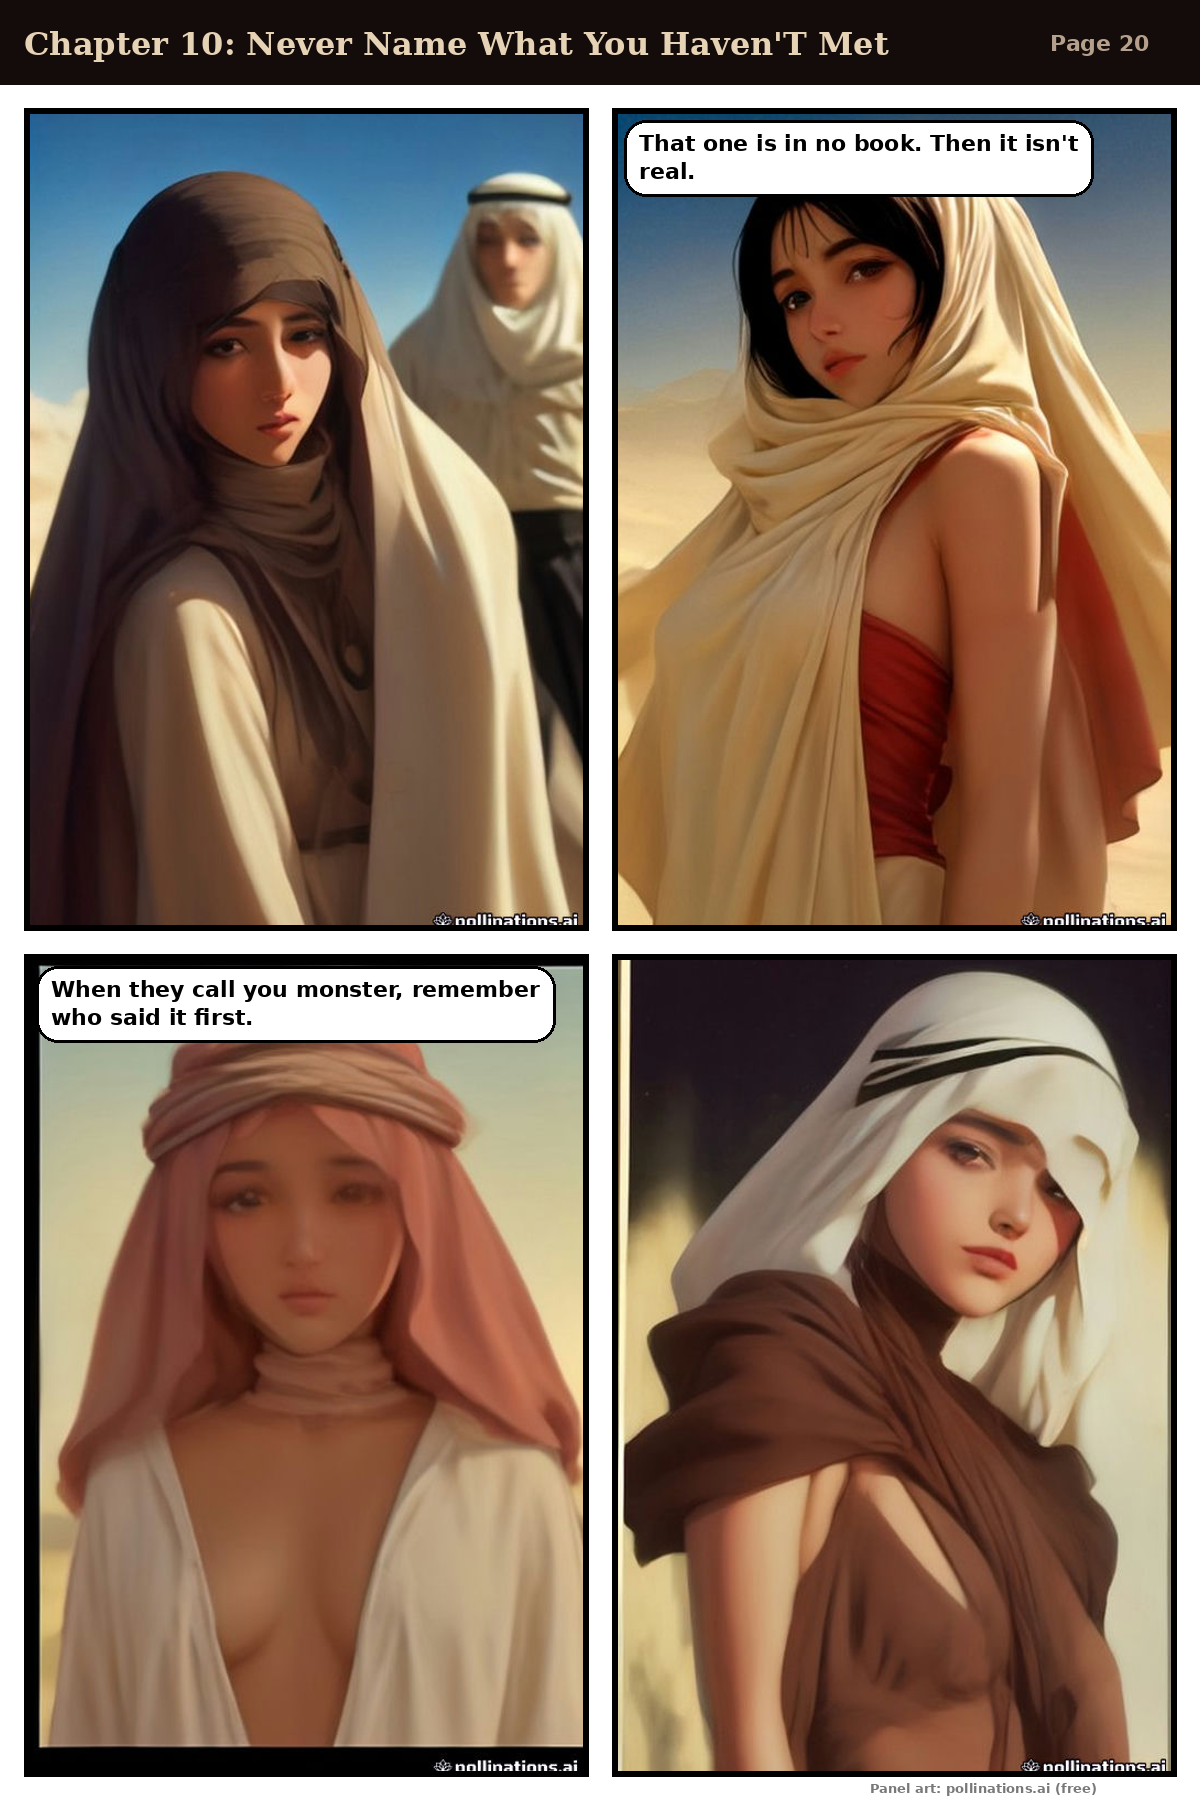 Chapter 10: Never Name What You Haven'T Met
Page 20
That one is in no book. Then it isn't
real.
pollinations.ai
pollinations.ai
When they call you monster, remember
who said it first.
pollinations.ai
pollinations.ai
Panel art: pollinations.ai (free)